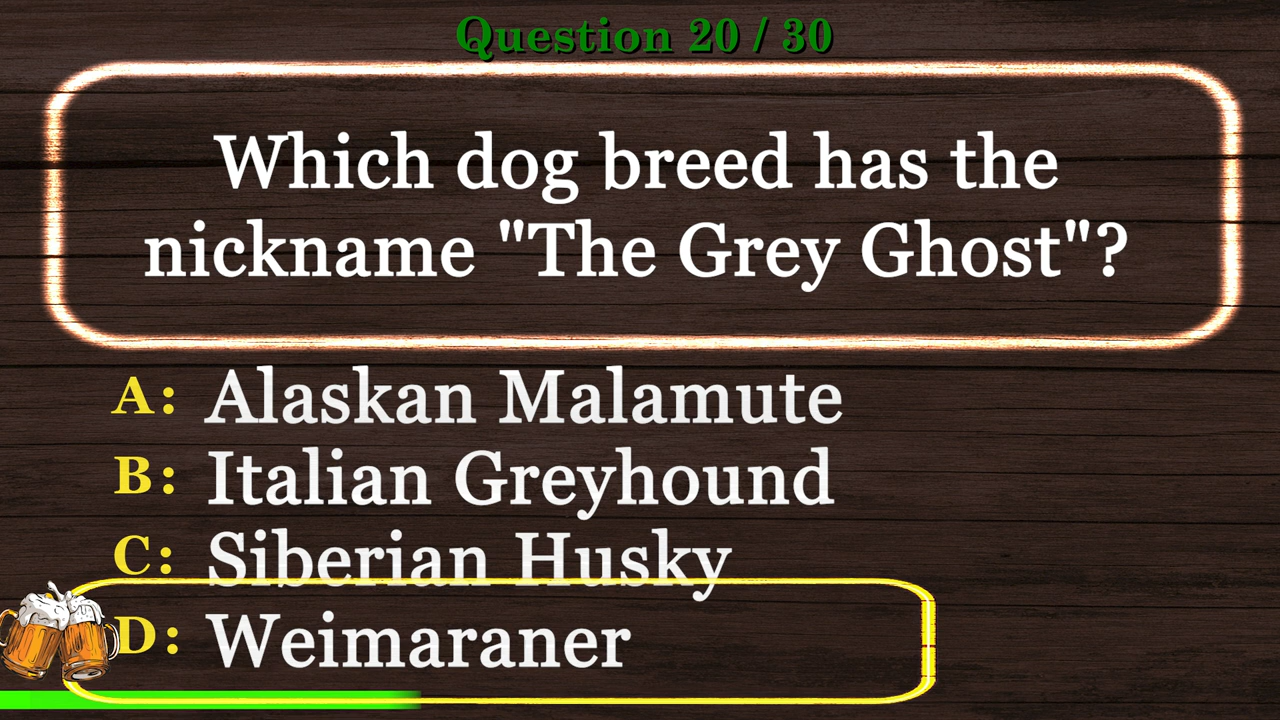 Question 20 / 30
Which dog breed has the
nickname "The Grey Ghost"?
A: Alaskan Malamute
B: Italian Greyhound
C: Siberian Husky
D: Weimaraner